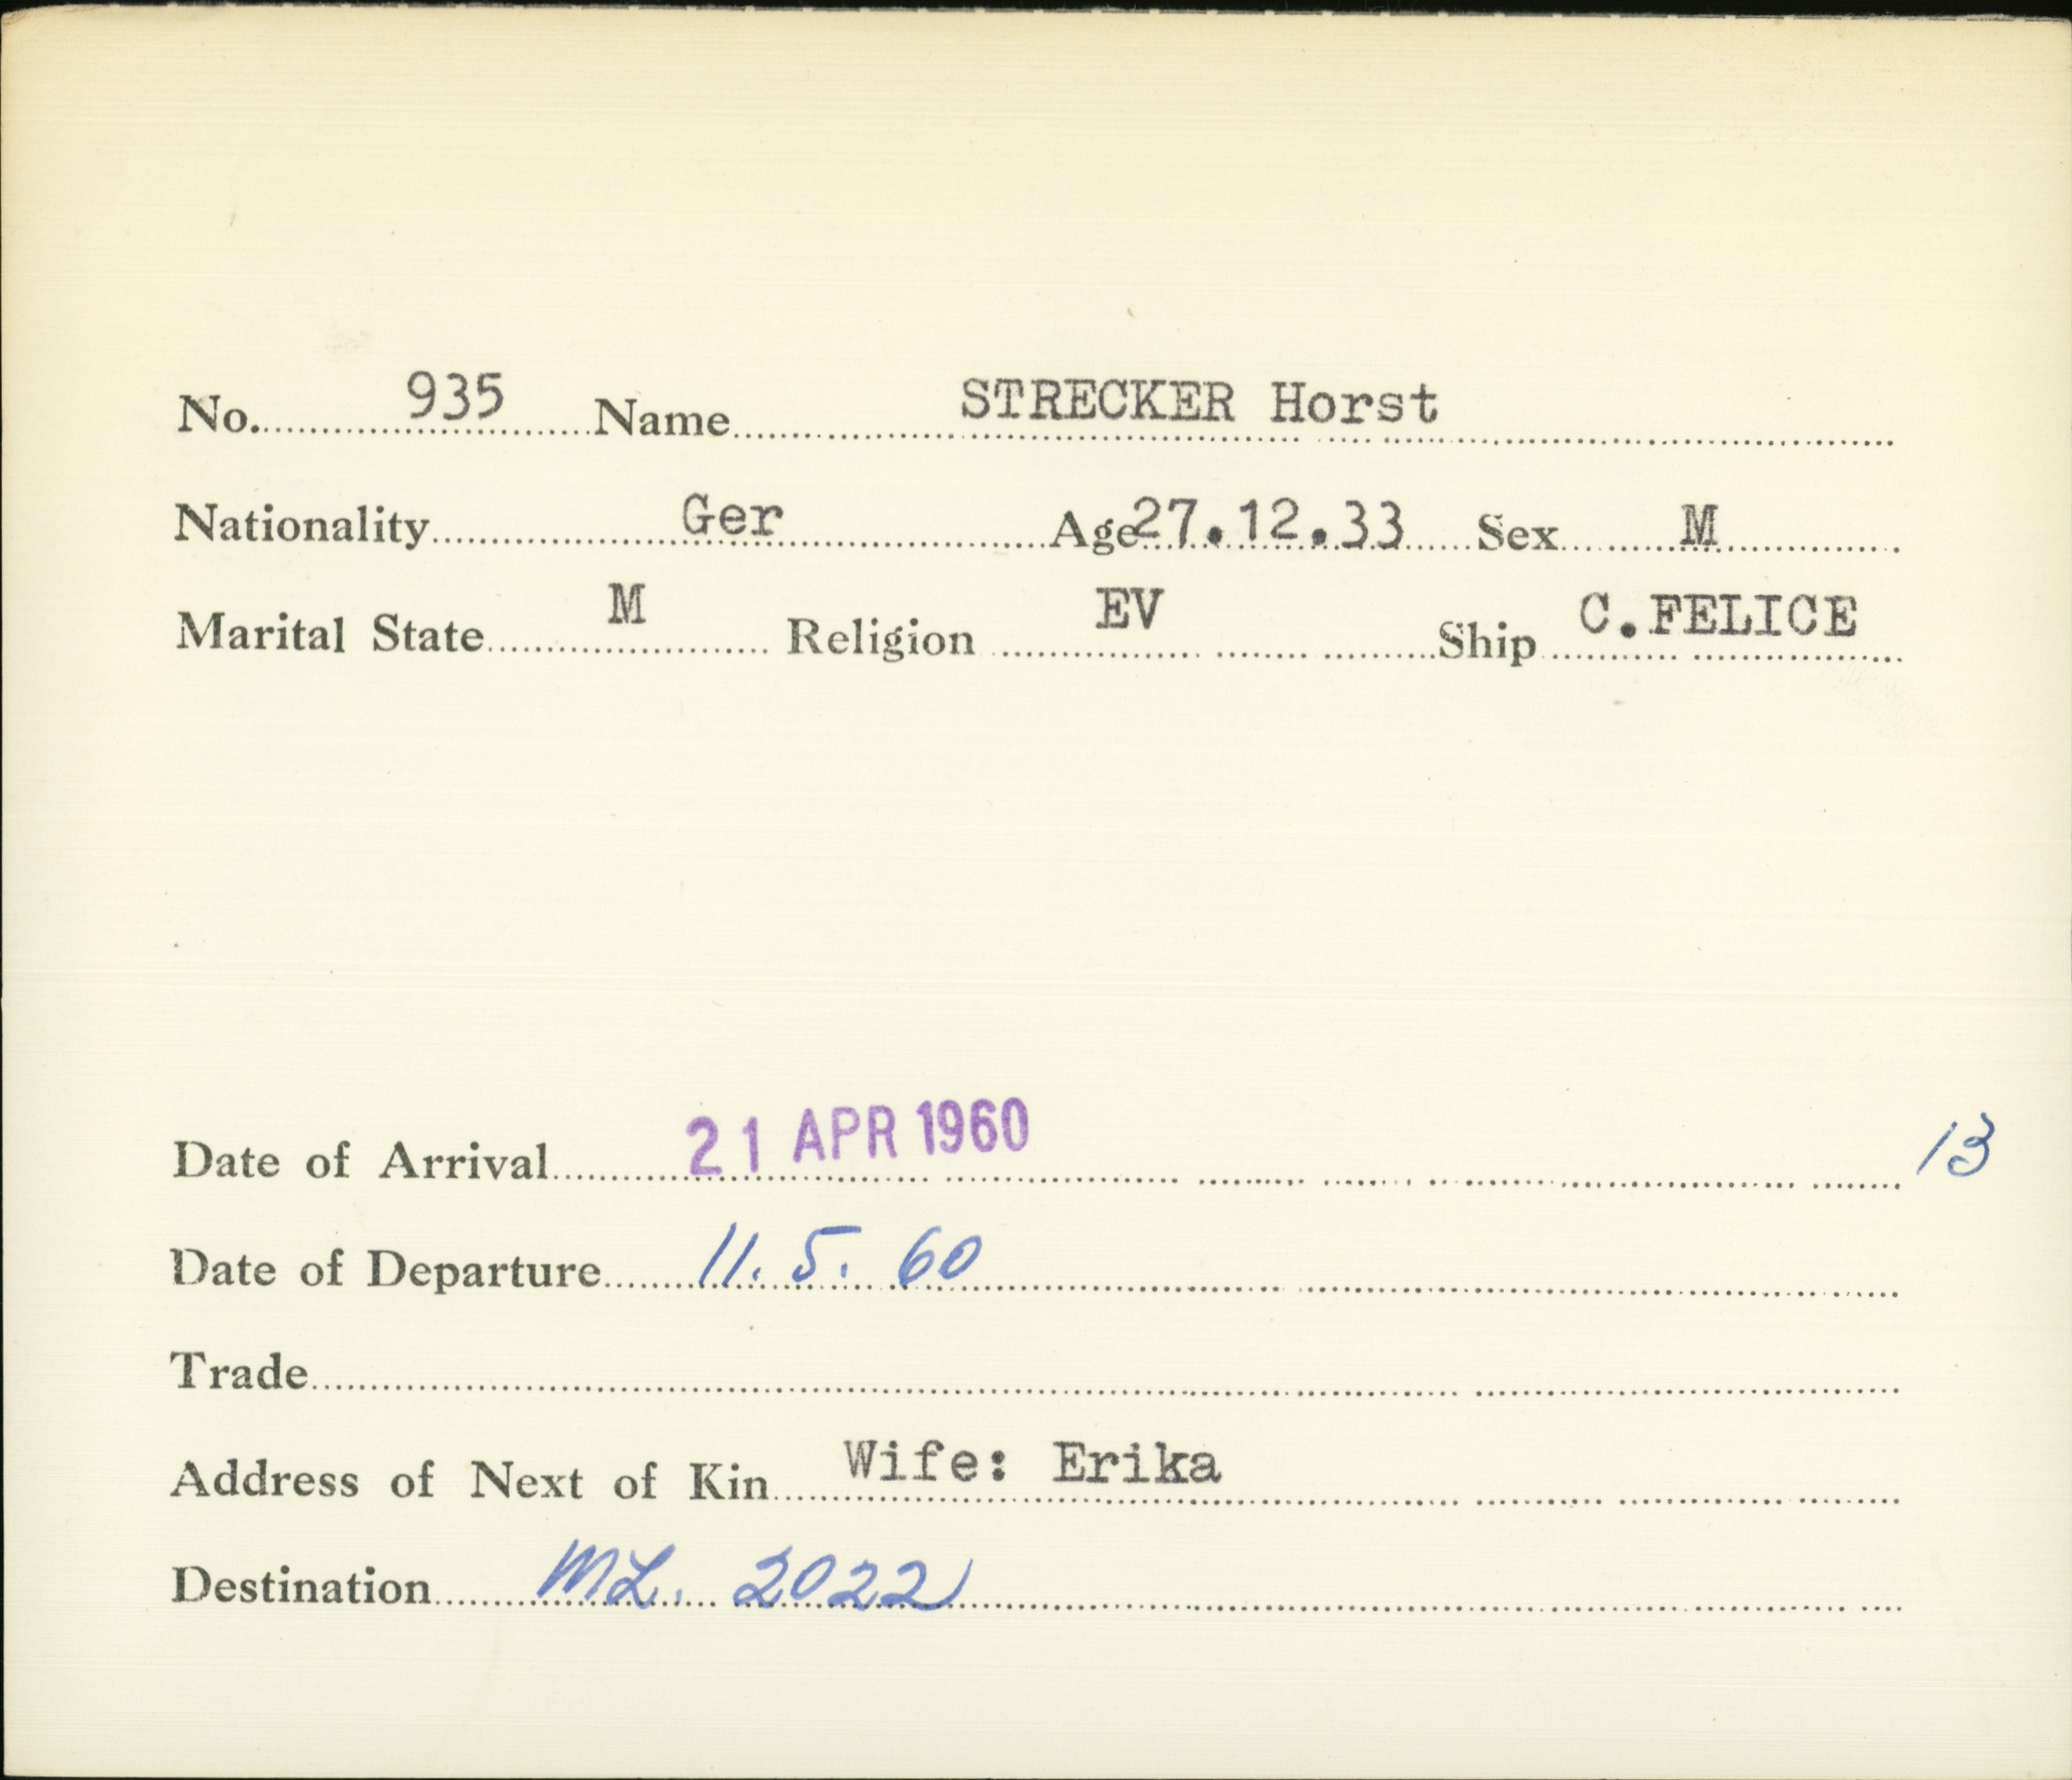 No. 935 Name STRECKER Horst
Nationality Ger Age 27.12.33 Sex M
Marital State M Religion EV Ship C.FELICE
Date of Arrival 21 APR 1960 13
Date of Departure 11. 5. 60
Trade
Address of Next of Kin Wife: Erika
Destination ML. 2022